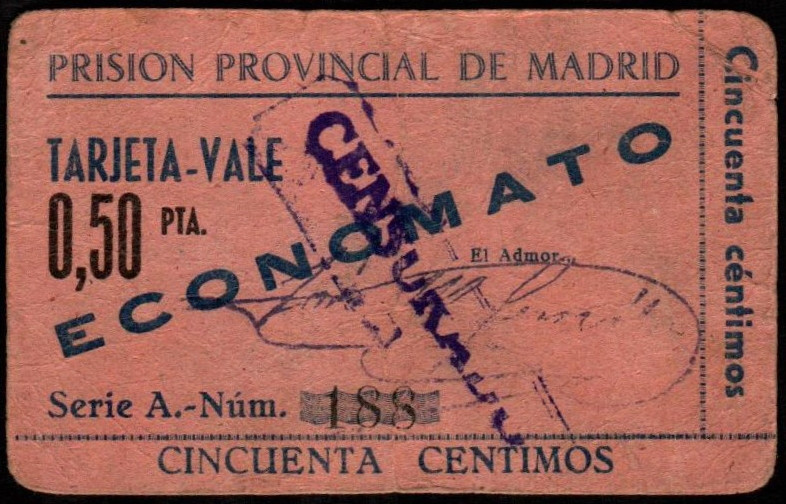 PRISION PROVINCIAL DE MADRID
TARJETA-VALE
0,50 PTA.
ECONOMATO
CENSURADO
El Admor.,
Serie A.-Núm. 188
CINCUENTA CENTIMOS
Cincuenta céntimos